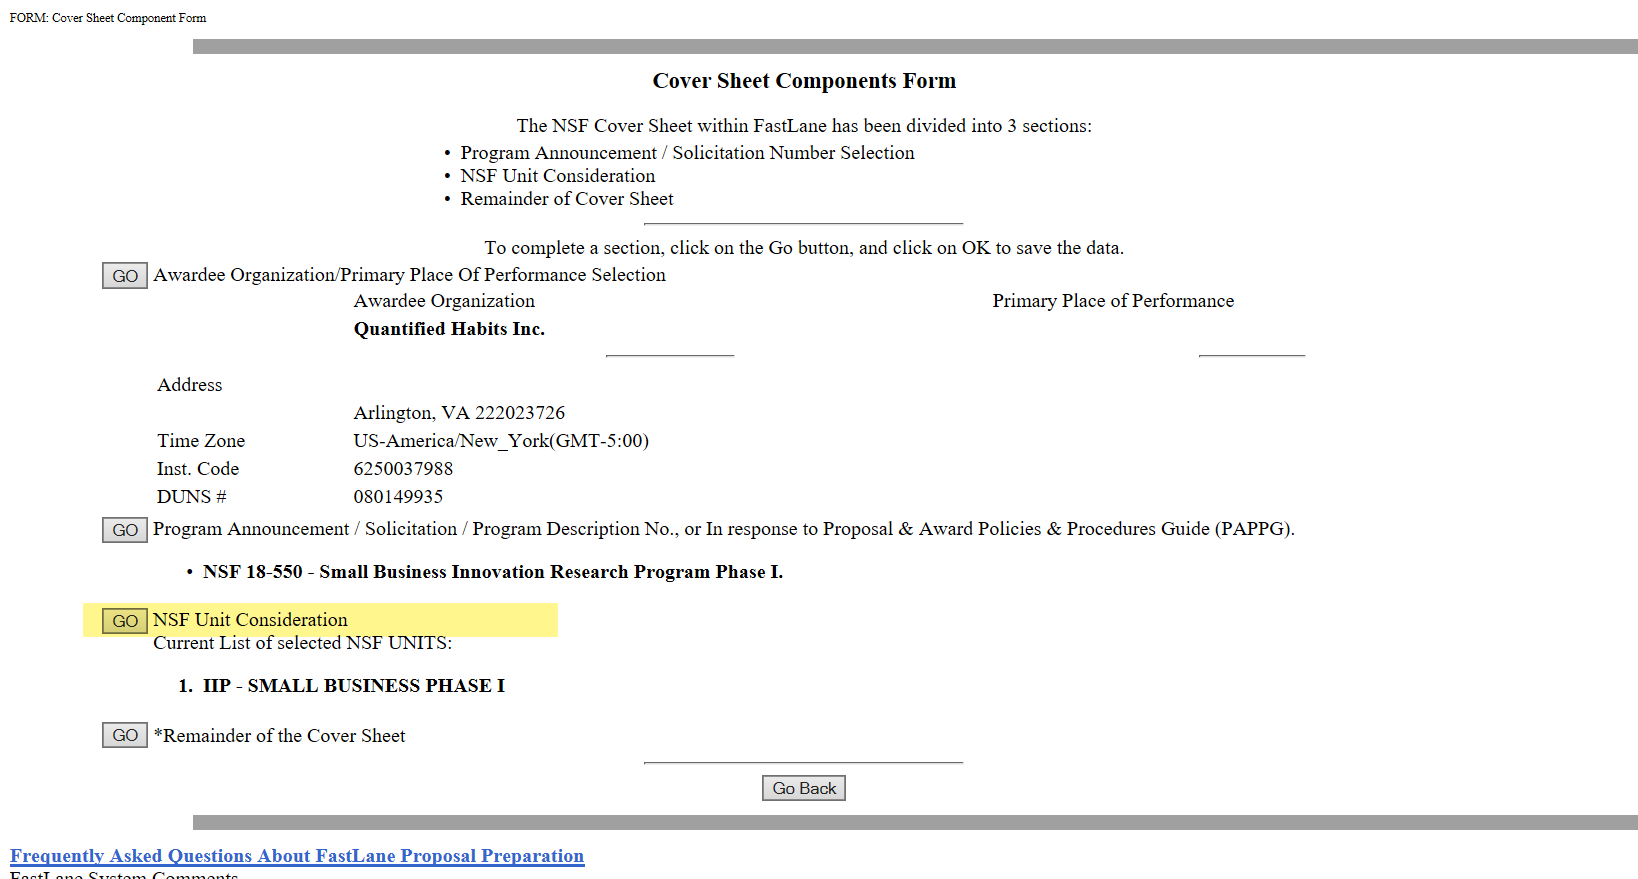 FORM: Cover Sheet Component Form
Cover Sheet Components Form
The NSF Cover Sheet within FastLane has been divided into 3 sections:
• Program Announcement / Solicitation Number Selection
• NSF Unit Consideration
• Remainder of Cover Sheet
To complete a section, click on the Go button, and click on OK to save the data.
GO Awardee Organization/Primary Place Of Performance Selection
Awardee Organization Primary Place of Performance
Quantified Habits Inc.
Address
Arlington, VA 222023726
Time Zone US-America/New_York(GMT-5:00)
Inst. Code 6250037988
DUNS # 080149935
GO Program Announcement / Solicitation / Program Description No., or In response to Proposal & Award Policies & Procedures Guide (PAPPG).
• NSF 18-550 - Small Business Innovation Research Program Phase I.
GO NSF Unit Consideration
Current List of selected NSF UNITS:
1. IIP - SMALL BUSINESS PHASE I
GO *Remainder of the Cover Sheet
Go Back
Frequently Asked Questions About FastLane Proposal Preparation
FastLane System Comments